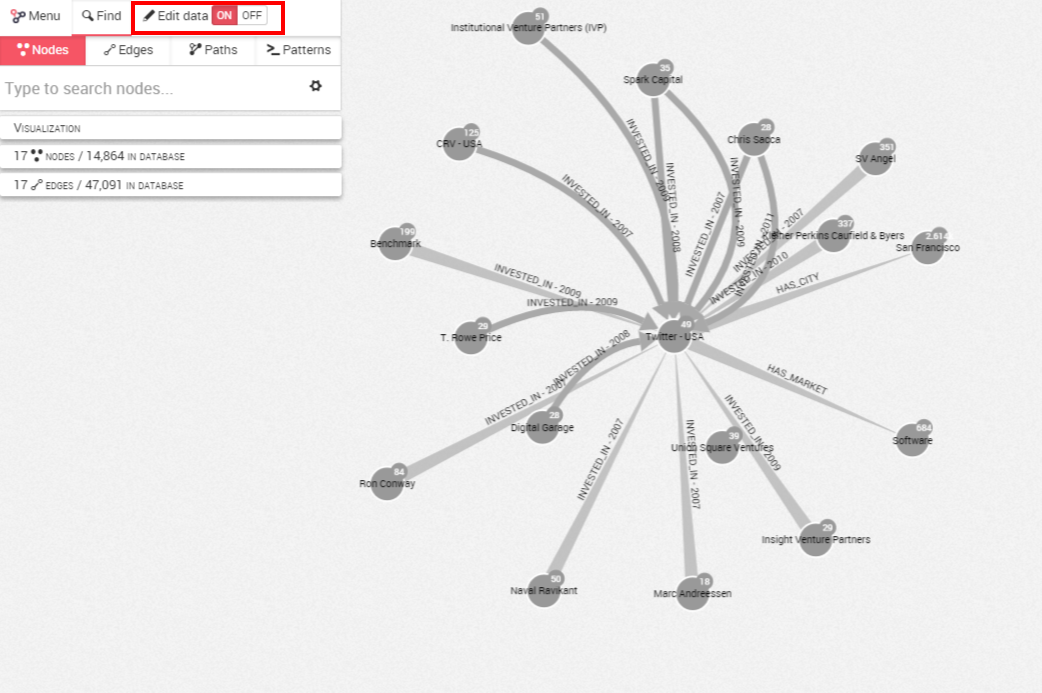 Menu
Find
Edit data ON OFF
Nodes
Edges
Paths
Patterns
Type to search nodes...
VISUALIZATION
17 NODES / 14,864 IN DATABASE
17 EDGES / 47,091 IN DATABASE
51
Institutional Venture Partners (IVP)
35
Spark Capital
28
Chris Sacca
125
CRV - USA
351
SV Angel
337
Kleiner Perkins Caufield & Byers
2,614
San Francisco
199
Benchmark
29
T. Rowe Price
49
Twitter - USA
28
Digital Garage
39
Union Square Ventures
684
Software
84
Ron Conway
29
Insight Venture Partners
50
Naval Ravikant
18
Marc Andreessen
INVESTED_IN - 2009
INVESTED_IN - 2008
INVESTED_IN - 2009
INVESTED_IN - 2007
INVESTED_IN - 2011
INVESTED_IN - 2007
INVESTED_IN - 2010
HAS_CITY
INVESTED_IN - 2007
INVESTED_IN - 2009
INVESTED_IN - 2009
INVESTED_IN - 2008
INVESTED_IN - 2007
HAS_MARKET
INVESTED_IN - 2009
INVESTED_IN - 2007
INVESTED_IN - 2007